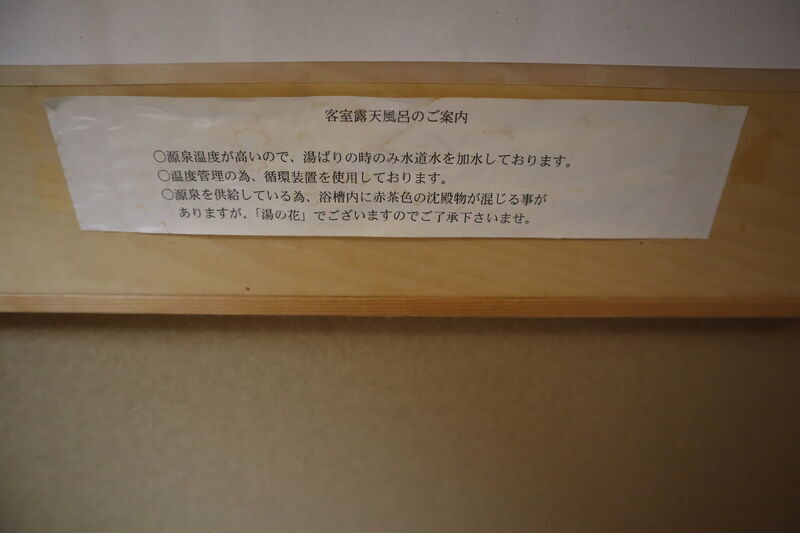 客室露天風呂のご案内
○源泉温度が高いので、湯ばりの時のみ水道水を加水しております。
○温度管理の為、循環装置を使用しております。
○源泉を供給している為、浴槽内に赤茶色の沈殿物が混じる事が
ありますが、「湯の花」でございますのでご了承下さいませ。